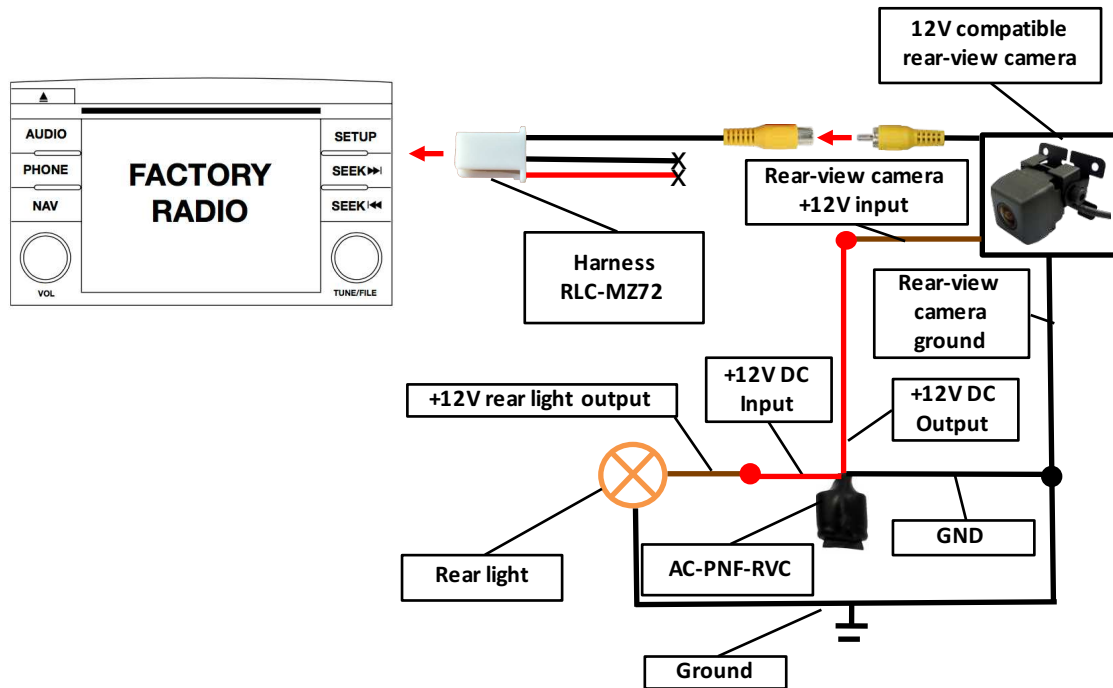 12V compatible
rear-view camera
AUDIO
PHONE
NAV
VOL
FACTORY
RADIO
SETUP
SEEK
SEEK
TUNE/FILE
X
X
Rear-view camera
+12V input
Harness
RLC-MZ72
Rear-view
camera
ground
+12V rear light output
+12V DC
Input
+12V DC
Output
Rear light
AC-PNF-RVC
GND
Ground